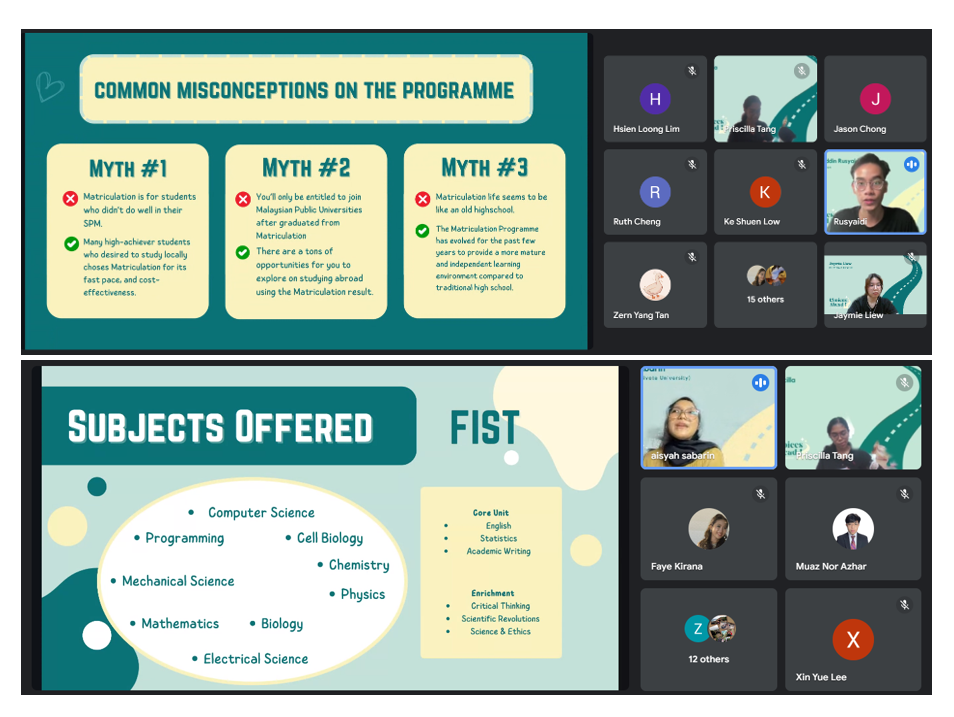 COMMON MISCONCEPTIONS ON THE PROGRAMME
MYTH #1
Matriculation is for students
who didn't do well in their
SPM.
Many high-achiever students
who desired to study locally
choses Matriculation for its
fast pace, and cost-
effectiveness.
MYTH #2
You'll only be entitled to join
Malaysian Public Universities
after graduated from
Matriculation
There are a tons of
opportunities for you to
explore on studying abroad
using the Matriculation result.
MYTH #3
Matriculation life seems to be
like an old highschool.
The Matriculation Programme
has evolved for the past few
years to provide a more mature
and independent learning
environment compared to
traditional high school.
H
Hsien Loong Lim
Priscilla Tang
J
Jason Chong
R
Ruth Cheng
K
Ke Shuen Low
Rusyaidi
Zern Yang Tan
15 others
Jaymie Liew
SUBJECTS OFFERED
FIST
• Computer Science
• Programming
• Cell Biology
• Chemistry
• Mechanical Science
• Physics
• Mathematics
• Biology
• Electrical Science
Core Unit
• English
• Statistics
• Academic Writing
Enrichment
• Critical Thinking
• Scientific Revolutions
• Science & Ethics
aisyah sabarin
Priscilla Tang
Faye Kirana
Muaz Nor Azhar
Z
12 others
X
Xin Yue Lee